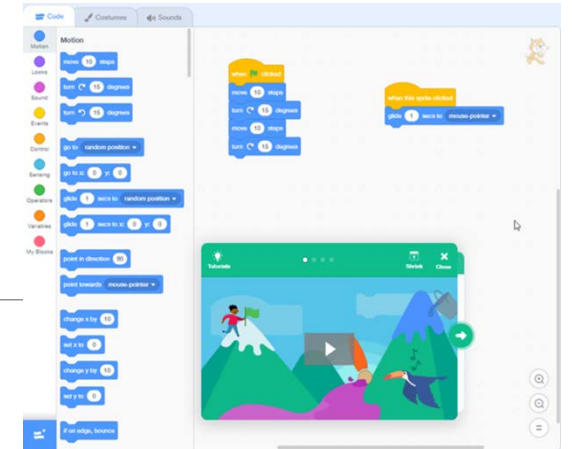 Code Costumes Sounds
Motion
Looks
Sound
Events
Control
Sensing
Operators
Variables
My Blocks
Motion
move 10 steps
turn 15 degrees
turn 15 degrees
go to random position
go to x: 0 y: 0
glide 1 secs to random position
glide 1 secs to x: 0 y: 0
point in direction 90
point towards mouse-pointer
change x by 10
set x to 0
change y by 10
set y to 0
if on edge, bounce
when clicked
move 10 steps
turn 15 degrees
move 10 steps
turn 15 degrees
when this sprite clicked
glide 1 secs to mouse-pointer
Tutorials Shrink Close